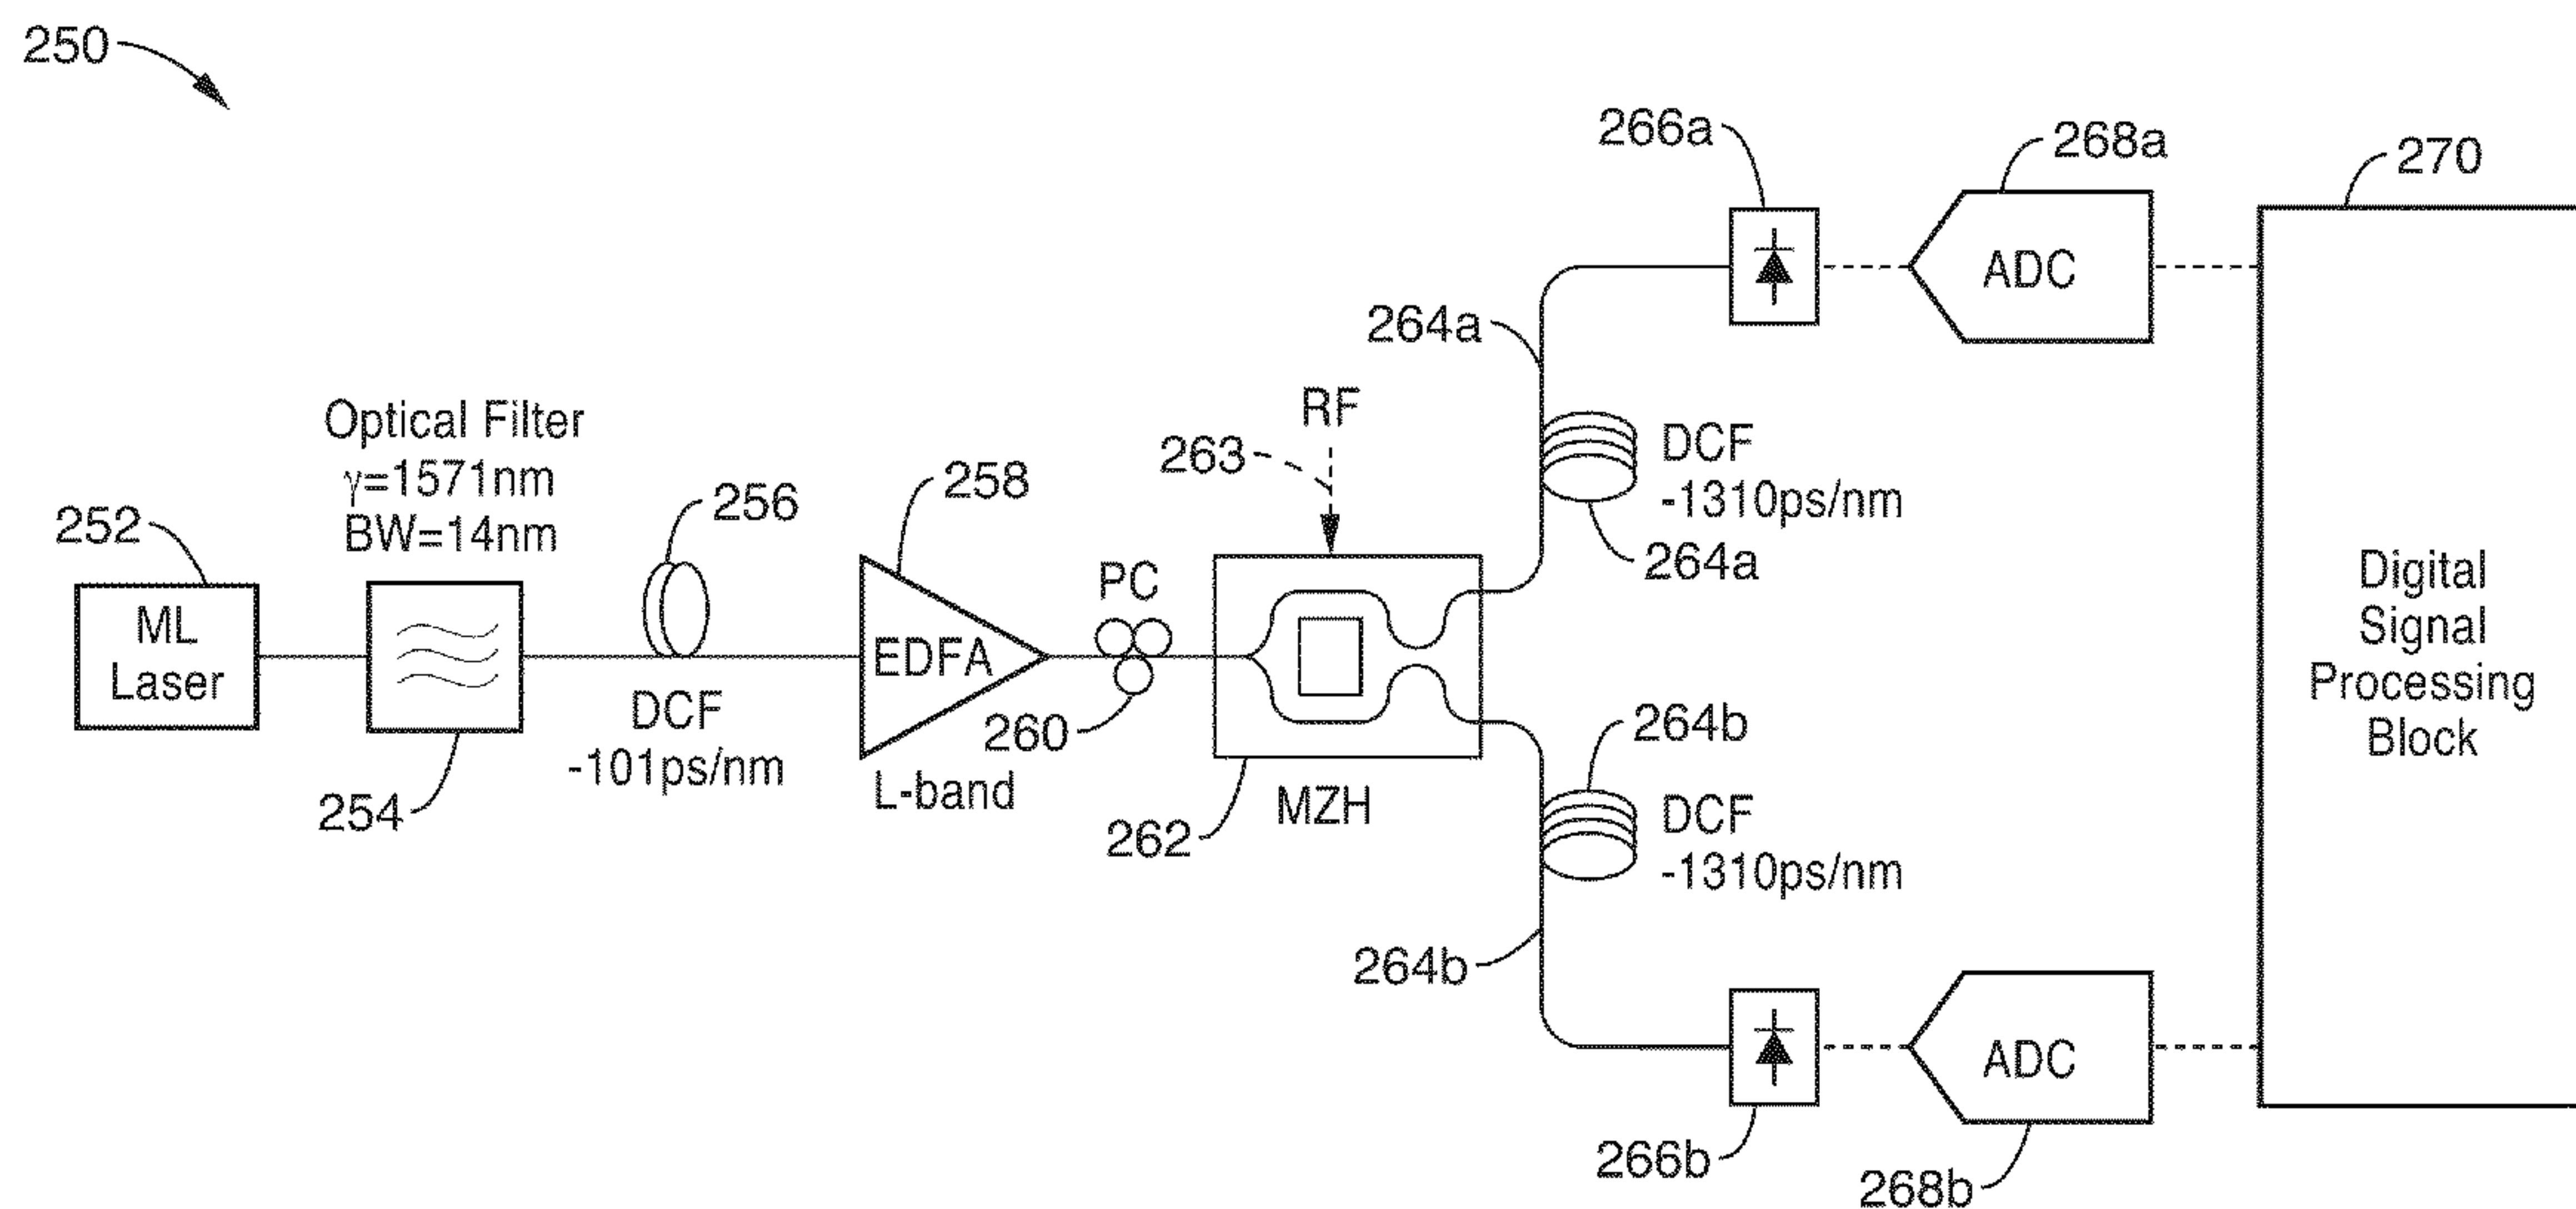 250
266a
268a
270
ADC
264a
RF
263
DCF
-1310ps/nm
264a
Optical Filter
γ=1571nm
BW=14nm
252
256
258
ML
Laser
PC
EDFA
260
DCF
-101ps/nm
254
L-band
262
MZH
264b
DCF
-1310ps/nm
264b
Digital
Signal
Processing
Block
ADC
266b
268b